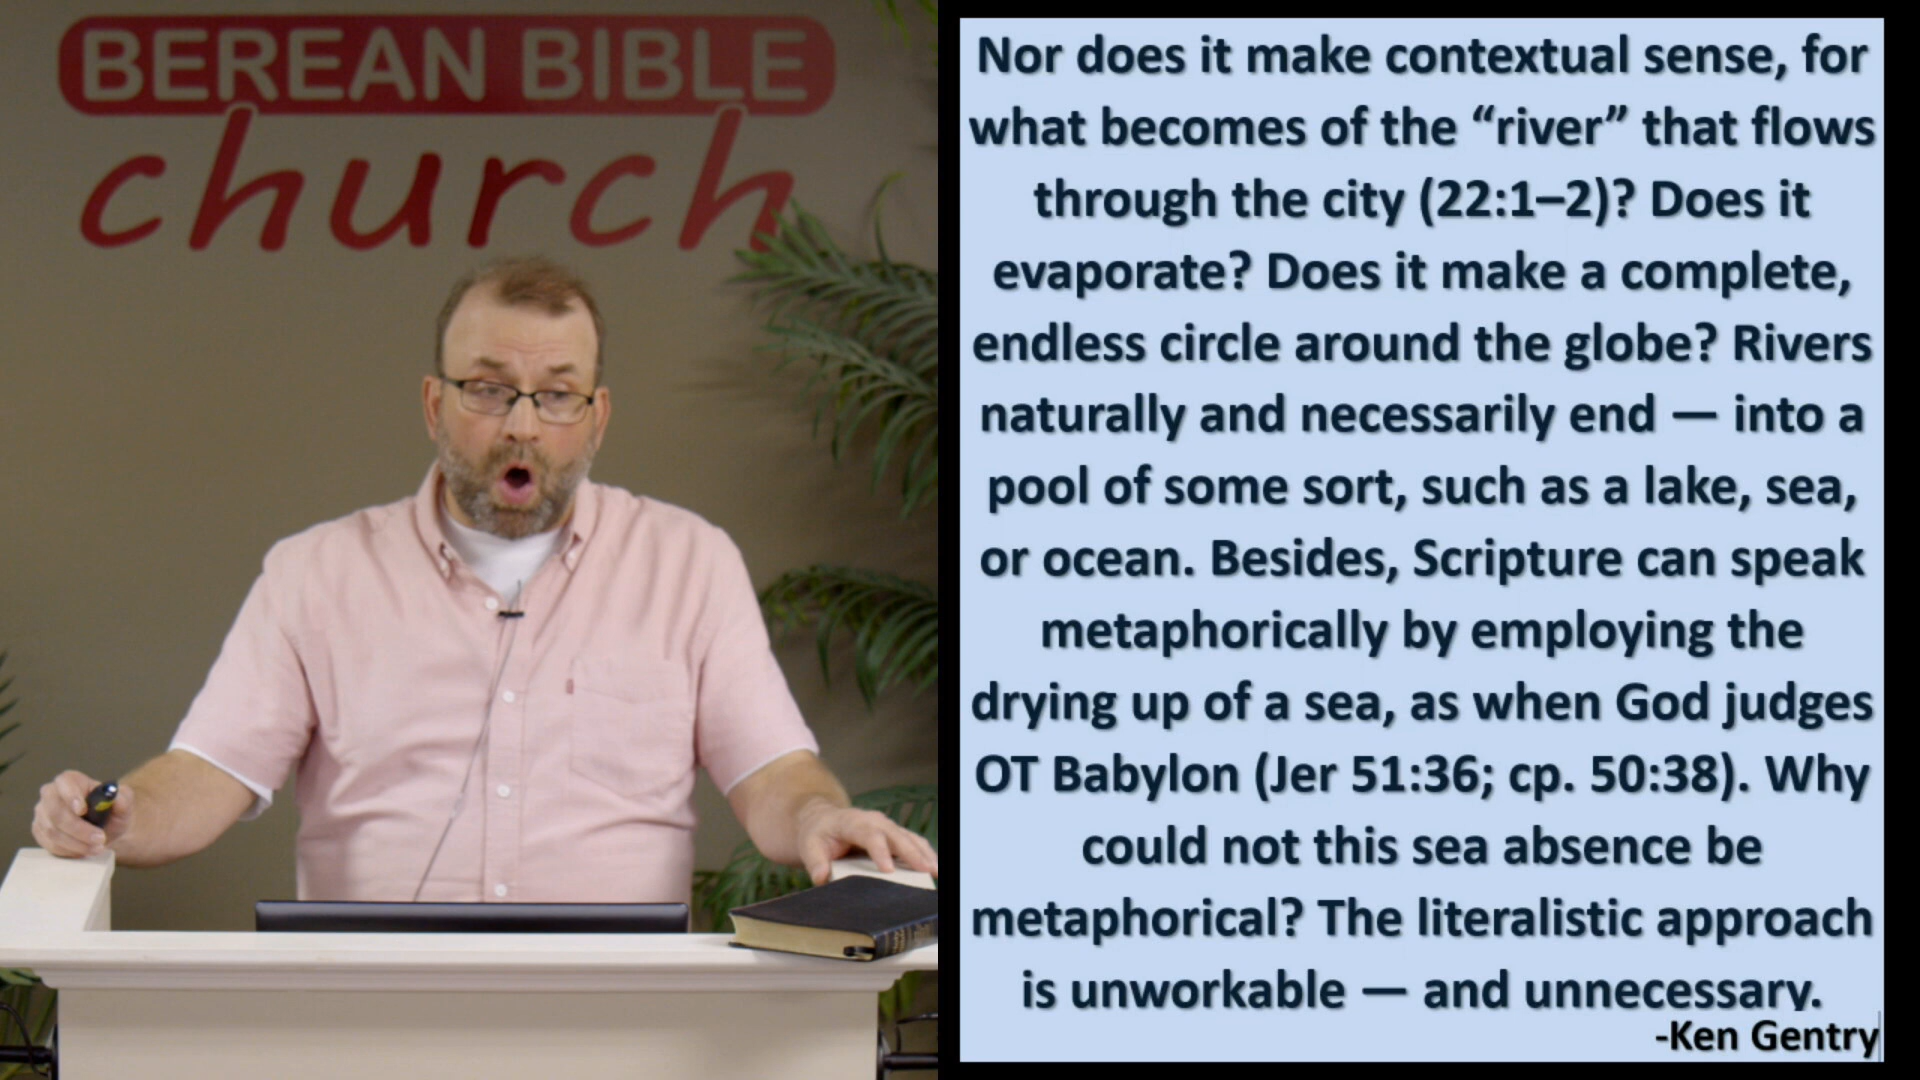 BEREAN BIBLE
church
Nor does it make contextual sense, for
what becomes of the “river” that flows
through the city (22:1–2)? Does it
evaporate? Does it make a complete,
endless circle around the globe? Rivers
naturally and necessarily end — into a
pool of some sort, such as a lake, sea,
or ocean. Besides, Scripture can speak
metaphorically by employing the
drying up of a sea, as when God judges
OT Babylon (Jer 51:36; cp. 50:38). Why
could not this sea absence be
metaphorical? The literalistic approach
is unworkable — and unnecessary.
-Ken Gentry